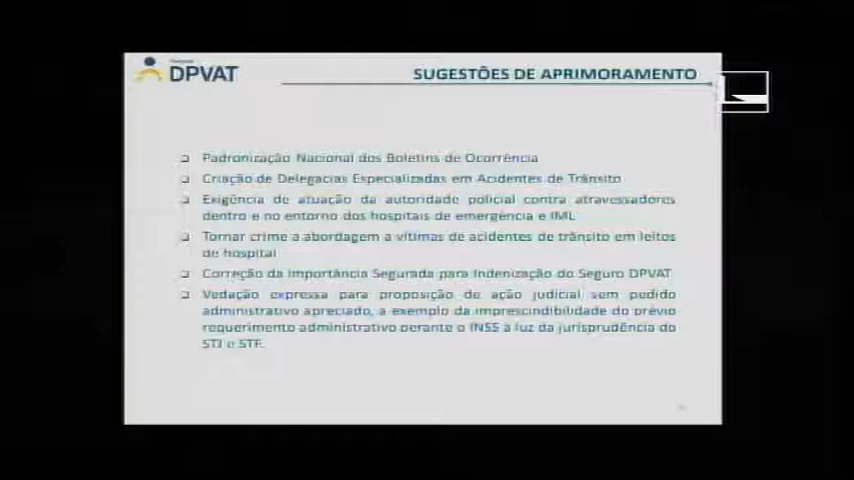 DPVAT
SUGESTÕES DE APRIMORAMENTO
❑ Padronização Nacional dos Boletins de Ocorrência
❑ Criação de Delegacias Especializadas em Acidentes de Trânsito
❑ Exigência de atuação da autoridade policial contra atravessadores
dentro e no entorno dos hospitais de emergência e IML
❑ Tornar crime a abordagem a vítimas de acidentes de trânsito em leitos
de hospital
❑ Correção da Importância Segurada para Indenização do Seguro DPVAT
❑ Vedação expressa para proposição de ação judicial sem pedido
administrativo apreciado, a exemplo da imprescindibilidade do prévio
requerimento administrativo perante o INSS à luz da jurisprudência do
STJ e STF.